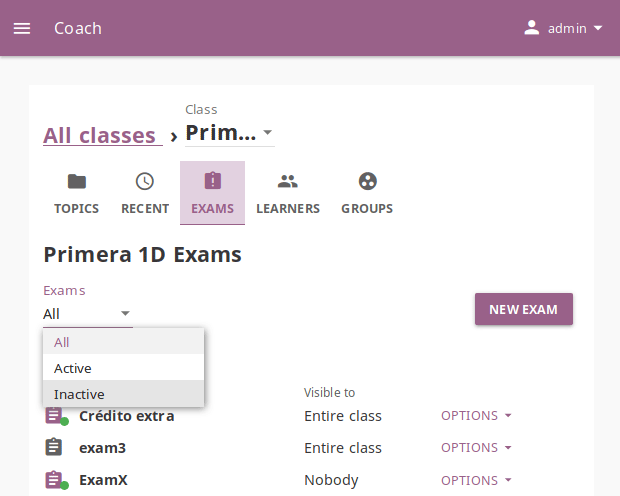 Coach
admin
Class
All classes › Prim...
TOPICS
RECENT
EXAMS
LEARNERS
GROUPS
Primera 1D Exams
Exams
All
NEW EXAM
All
Active
Inactive
Visible to
Crédito extra
Entire class
OPTIONS
exam3
Entire class
OPTIONS
ExamX
Nobody
OPTIONS